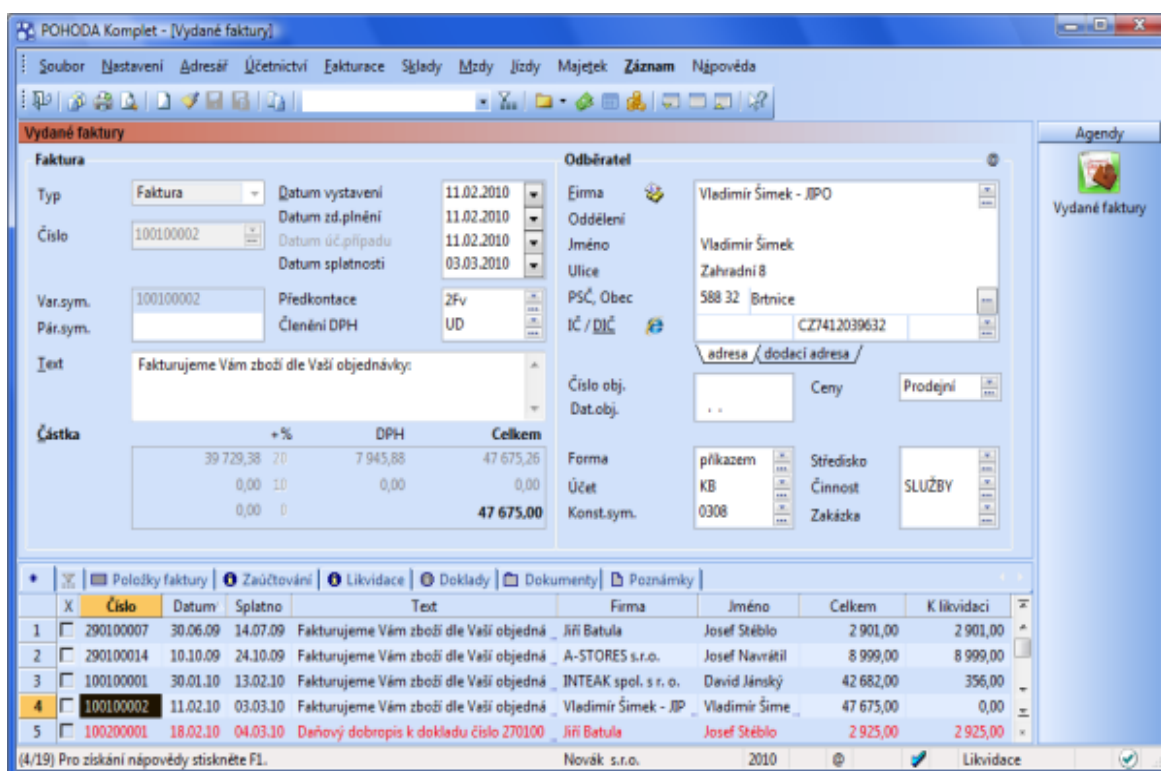 POHODA Komplet - [Vydané faktury]
Soubor Nastavení Adresář Účetnictví Fakturace Sklady Mzdy Jízdy Majetek Záznam Nápověda
Vydané faktury
Agendy
Vydané faktury
Faktura
Typ Faktura
Číslo 100100002
Datum vystavení 11.02.2010
Datum zd.plnění 11.02.2010
Datum úč.případu 11.02.2010
Datum splatnosti 03.03.2010
Var.sym. 100100002
Pár.sym.
Předkontace 2Fv
Členění DPH UD
Text Fakturujeme Vám zboží dle Vaší objednávky:
Částka +% DPH Celkem
39 729,38 20 7 945,88 47 675,26
0,00 10 0,00 0,00
0,00 0 47 675,00
Odběratel @
Firma Vladimír Šimek - JIPO
Oddělení
Jméno Vladimír Šimek
Ulice Zahradní 8
PSČ, Obec 588 32 Brtnice
IČ / DIČ CZ7412039632
adresa dodací adresa
Číslo obj. Ceny Prodejní
Dat.obj. . .
Forma příkazem Středisko
Účet KB Činnost SLUŽBY
Konst.sym. 0308 Zakázka
* Položky faktury Zaúčtování Likvidace Doklady Dokumenty Poznámky
X Číslo Datum Splatno Text Firma Jméno Celkem K likvidaci
1 290100007 30.06.09 14.07.09 Fakturujeme Vám zboží dle Vaší objedná Jiří Batula Josef Stéblo 2 901,00 2 901,00
2 290100014 10.10.09 24.10.09 Fakturujeme Vám zboží dle Vaší objedná A-STORES s.r.o. Josef Navrátil 8 999,00 8 999,00
3 100100001 30.01.10 13.02.10 Fakturujeme Vám zboží dle Vaší objedná INTEAK spol. s r. o. David Jánský 42 682,00 356,00
4 100100002 11.02.10 03.03.10 Fakturujeme Vám zboží dle Vaší objedná Vladimír Šimek - JIP Vladimír Šime 47 675,00 0,00
5 100200001 18.02.10 04.03.10 Daňový dobropis k dokladu číslo 270100 Jiří Batula Josef Stéblo 2 925,00 2 925,00
(4/19) Pro získání nápovědy stiskněte F1. Novák s.r.o. 2010 @ Likvidace